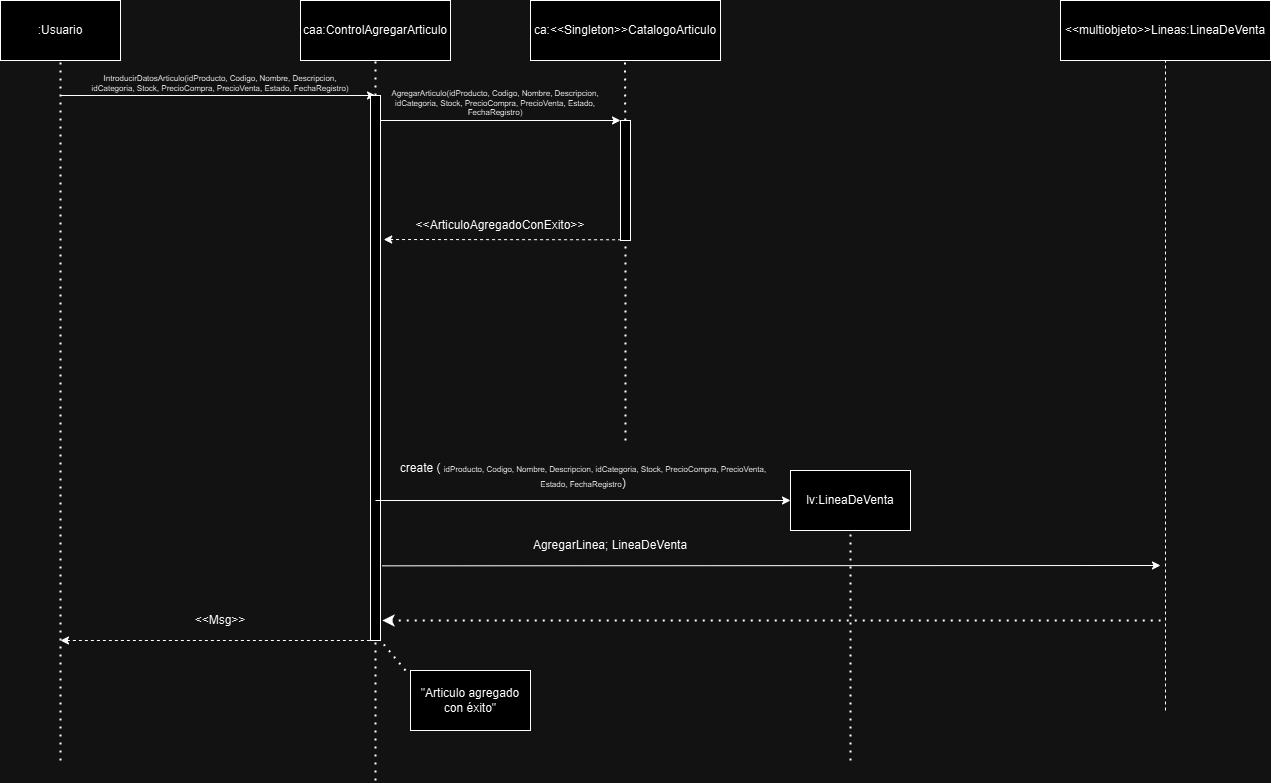 :Usuario
caa:ControlAgregarArticulo
ca:<<Singleton>>CatalogoArticulo
<<multiobjeto>>Lineas:LineaDeVenta
IntroducirDatosArticulo(idProducto, Codigo, Nombre, Descripcion,
idCategoria, Stock, PrecioCompra, PrecioVenta, Estado, FechaRegistro)
AgregarArticulo(idProducto, Codigo, Nombre, Descripcion,
idCategoria, Stock, PrecioCompra, PrecioVenta, Estado,
FechaRegistro)
<<ArticuloAgregadoConExito>>
create ( idProducto, Codigo, Nombre, Descripcion, idCategoria, Stock, PrecioCompra, PrecioVenta,
Estado, FechaRegistro)
lv:LineaDeVenta
AgregarLinea; LineaDeVenta
<<Msg>>
"Articulo agregado
con éxito"